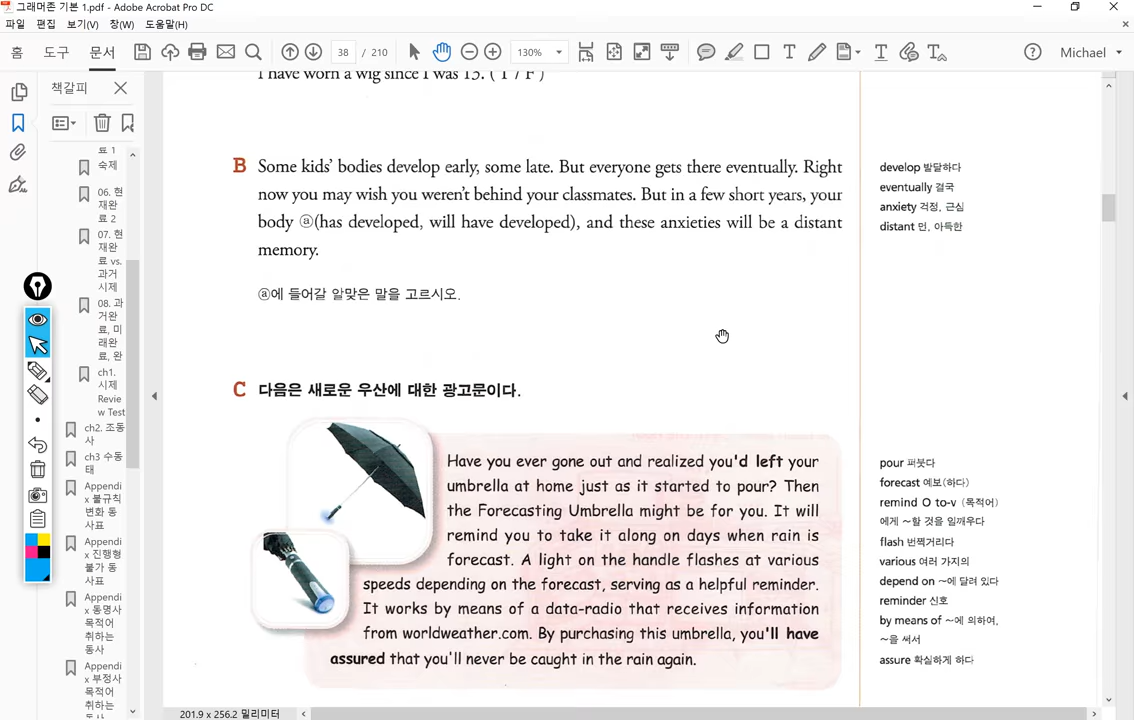 그래머존 기본 1.pdf - Adobe Acrobat Pro DC
파일 편집 보기(V) 창(W) 도움말(H)
홈 도구 문서 38 / 210 130% Michael
책갈피
료 1
숙제
06. 현
재완
료 2
07. 현
재완
료 vs.
과거
시제
08. 과
거완
료, 미
래완
료, 완
ch1.
시제
Revie
w Test
ch2. 조동
사
ch3 수동
태
Append
x 불규칙
변화 동
사표
Appendi
x 진행형
불가 동
사표
Appendi
x 동명사
목적어
취하는
동사
Appendi
x 부정사
목적어
취하는
동사
I have worn a wig since I was 13. ( T / F )
B Some kids' bodies develop early, some late. But everyone gets there eventually. Right
now you may wish you weren't behind your classmates. But in a few short years, your
body ⓐ(has developed, will have developed), and these anxieties will be a distant
memory.
ⓐ에 들어갈 알맞은 말을 고르시오.
develop 발달하다
eventually 결국
anxiety 걱정, 근심
distant 먼, 아득한
C 다음은 새로운 우산에 대한 광고문이다.
Have you ever gone out and realized you'd left your
umbrella at home just as it started to pour? Then
the Forecasting Umbrella might be for you. It will
remind you to take it along on days when rain is
forecast. A light on the handle flashes at various
speeds depending on the forecast, serving as a helpful reminder.
It works by means of a data-radio that receives information
from worldweather.com. By purchasing this umbrella, you'll have
assured that you'll never be caught in the rain again.
pour 퍼붓다
forecast 예보(하다)
remind O to-v (목적어)
에게 ~할 것을 일깨우다
flash 번쩍거리다
various 여러 가지의
depend on ~에 달려 있다
reminder 신호
by means of ~에 의하여,
~을 써서
assure 확실하게 하다
201.9 x 256.2 밀리미터